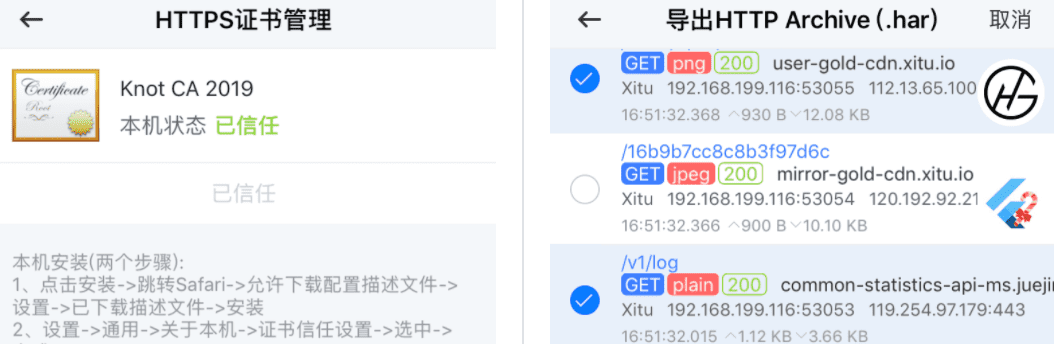 HTTPS证书管理
Knot CA 2019
本机状态 已信任
已信任
本机安装(两个步骤):
1、点击安装->跳转Safari->允许下载配置描述文件->
设置->已下载描述文件->安装
2、设置->通用->关于本机->证书信任设置->选中->
导出HTTP Archive(.har) 取消
GET png 200 user-gold-cdn.xitu.io
Xitu 192.168.199.116:53055 112.13.65.100
16:51:32.368 ︿930 B﹀12.08 KB
/16b9b7cc8c8b3f97d6c
GET jpeg 200 mirror-gold-cdn.xitu.io
Xitu 192.168.199.116:53054 120.192.92.21
16:51:32.366 ︿900 B﹀10.10 KB
/v1/log
GET plain 200 common-statistics-api-ms.juejin
Xitu 192.168.199.116:53053 119.254.97.179:443
16:51:32.015 ︿1.12 KB﹀3.66 KB